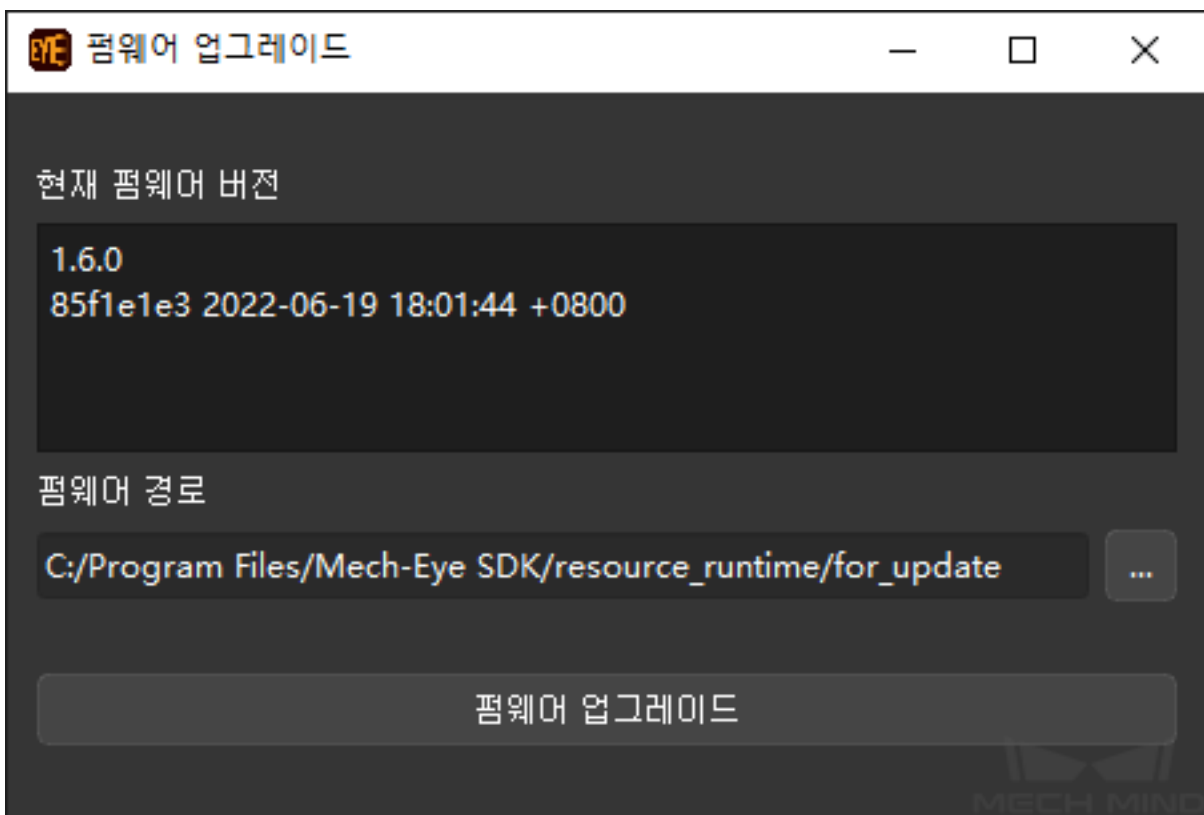 EYE 펌웨어 업그레이드
현재 펌웨어 버전
1.6.0
85f1e1e3 2022-06-19 18:01:44 +0800
펌웨어 경로
C:/Program Files/Mech-Eye SDK/resource_runtime/for_update
...
펌웨어 업그레이드
MECH MIND